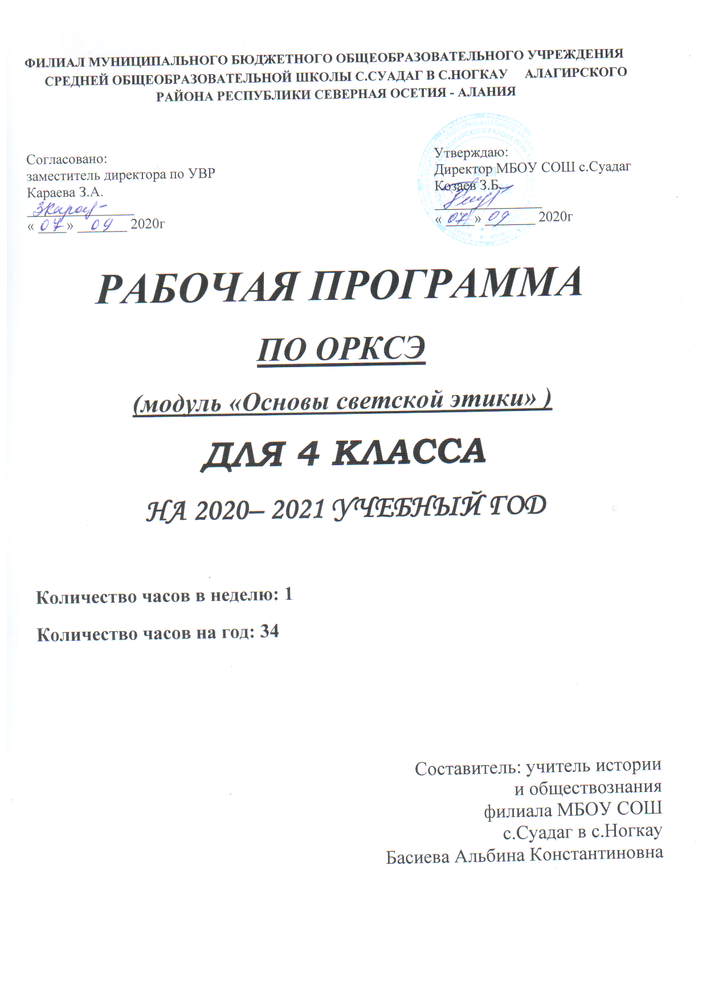 ФИЛИАЛ МУНИЦИПАЛЬНОГО БЮДЖЕТНОГО ОБЩЕОБРАЗОВАТЕЛЬНОГО УЧРЕЖДЕНИЯ
СРЕДНЕЙ ОБЩЕОБРАЗОВАТЕЛЬНОЙ ШКОЛЫ С.СУАДАГ В С.НОГКАУ АЛАГИРСКОГО
РАЙОНА РЕСПУБЛИКИ СЕВЕРНАЯ ОСЕТИЯ - АЛАНИЯ
Согласовано:
заместитель директора по УВР
Караева З.А.
« 07 » 09 2020г
Утверждаю:
Директор МБОУ СОШ с.Суадаг
Козаев З.Б.
« 07 » 09 2020г
РАБОЧАЯ ПРОГРАММА
ПО ОРКСЭ
(модуль «Основы светской этики» )
ДЛЯ 4 КЛАССА
НА 2020– 2021 УЧЕБНЫЙ ГОД
Количество часов в неделю: 1
Количество часов на год: 34
Составитель: учитель истории
и обществознания
филиала МБОУ СОШ
с.Суадаг в с.Ногкау
Басиева Альбина Константиновна